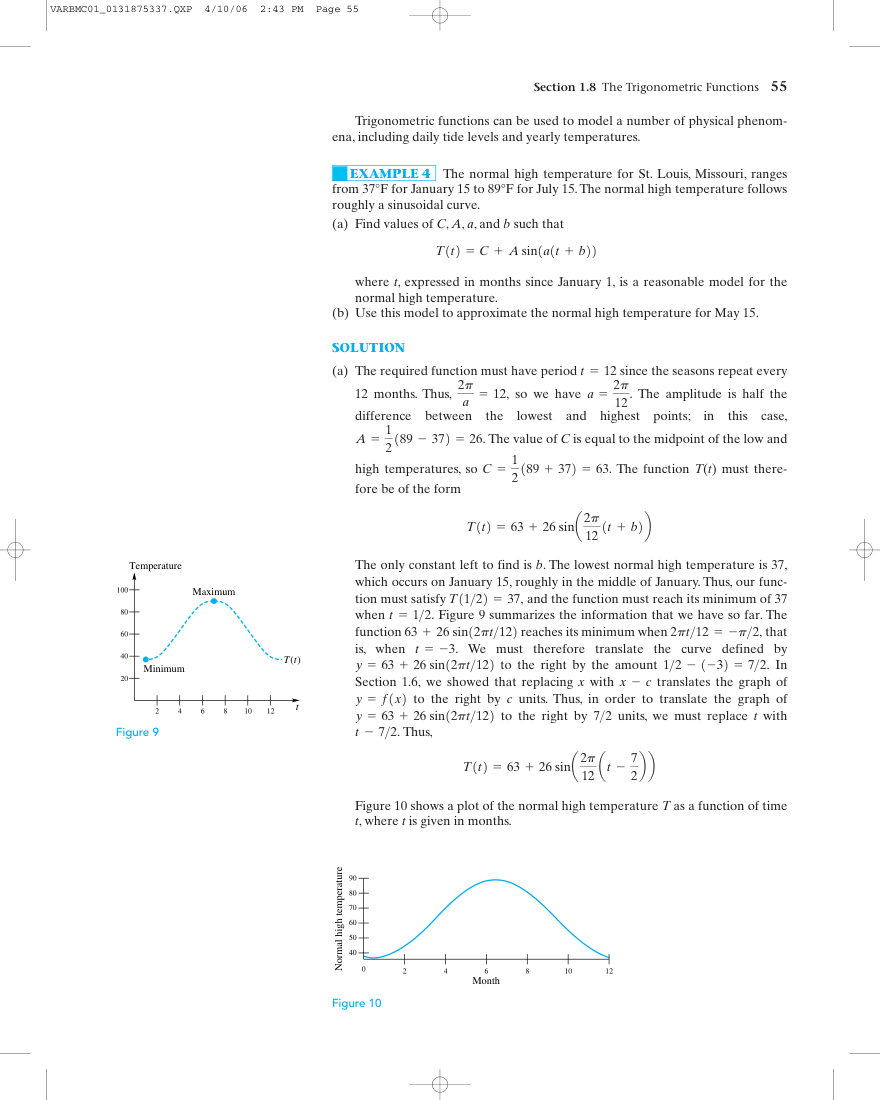 VARBMC01_0131875337.QXP 4/10/06 2:43 PM Page 55
Section 1.8 The Trigonometric Functions 55
Trigonometric functions can be used to model a number of physical phenom-
ena, including daily tide levels and yearly temperatures.
EXAMPLE 4 The normal high temperature for St. Louis, Missouri, ranges
from 37°F for January 15 to 89°F for July 15. The normal high temperature follows
roughly a sinusoidal curve.
(a) Find values of C, A, a, and b such that
T(t) = C + A sin(a(t + b))
where t, expressed in months since January 1, is a reasonable model for the
normal high temperature.
(b) Use this model to approximate the normal high temperature for May 15.
SOLUTION
(a) The required function must have period t = 12 since the seasons repeat every
12 months. Thus, 2π/a = 12, so we have a = 2π/12. The amplitude is half the
difference between the lowest and highest points; in this case,
A = 1/2(89 − 37) = 26. The value of C is equal to the midpoint of the low and
high temperatures, so C = 1/2(89 + 37) = 63. The function T(t) must there-
fore be of the form
T(t) = 63 + 26 sin(2π/12(t + b))
The only constant left to find is b. The lowest normal high temperature is 37,
which occurs on January 15, roughly in the middle of January. Thus, our func-
tion must satisfy T(1/2) = 37, and the function must reach its minimum of 37
when t = 1/2. Figure 9 summarizes the information that we have so far. The
function 63 + 26 sin(2πt/12) reaches its minimum when 2πt/12 = −π/2, that
is, when t = −3. We must therefore translate the curve defined by
y = 63 + 26 sin(2πt/12) to the right by the amount 1/2 − (−3) = 7/2. In
Section 1.6, we showed that replacing x with x − c translates the graph of
y = f(x) to the right by c units. Thus, in order to translate the graph of
y = 63 + 26 sin(2πt/12) to the right by 7/2 units, we must replace t with
t − 7/2. Thus,
T(t) = 63 + 26 sin(2π/12(t − 7/2))
Figure 10 shows a plot of the normal high temperature T as a function of time
t, where t is given in months.
Temperature
100
80
60
40
20
Maximum
Minimum
T(t)
2 4 6 8 10 12 t
Figure 9
Normal high temperature
90
80
70
60
50
40
0 2 4 6 8 10 12
Month
Figure 10